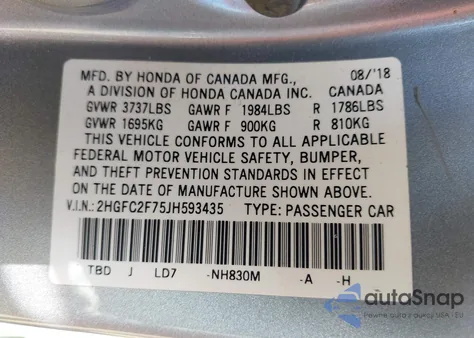 MFD. BY HONDA OF CANADA MFG., 08/'18
A DIVISION OF HONDA CANADA INC. CANADA
GVWR 3737LBS GAWR F 1984LBS R 1786LBS
GVWR 1695KG GAWR F 900KG R 810KG
THIS VEHICLE CONFORMS TO ALL APPLICABLE
FEDERAL MOTOR VEHICLE SAFETY, BUMPER,
AND THEFT PREVENTION STANDARDS IN EFFECT
ON THE DATE OF MANUFACTURE SHOWN ABOVE.
V.I.N.: 2HGFC2F75JH593435 TYPE: PASSENGER CAR
TBD J LD7 -NH830M -A -H
autoSnap